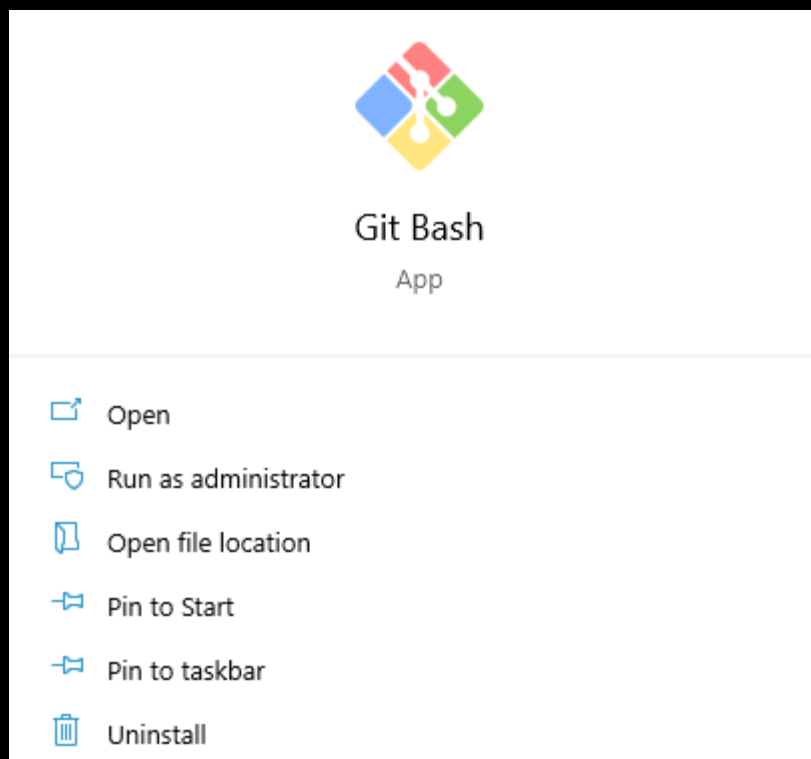 Git Bash
App
Open
Run as administrator
Open file location
Pin to Start
Pin to taskbar
Uninstall